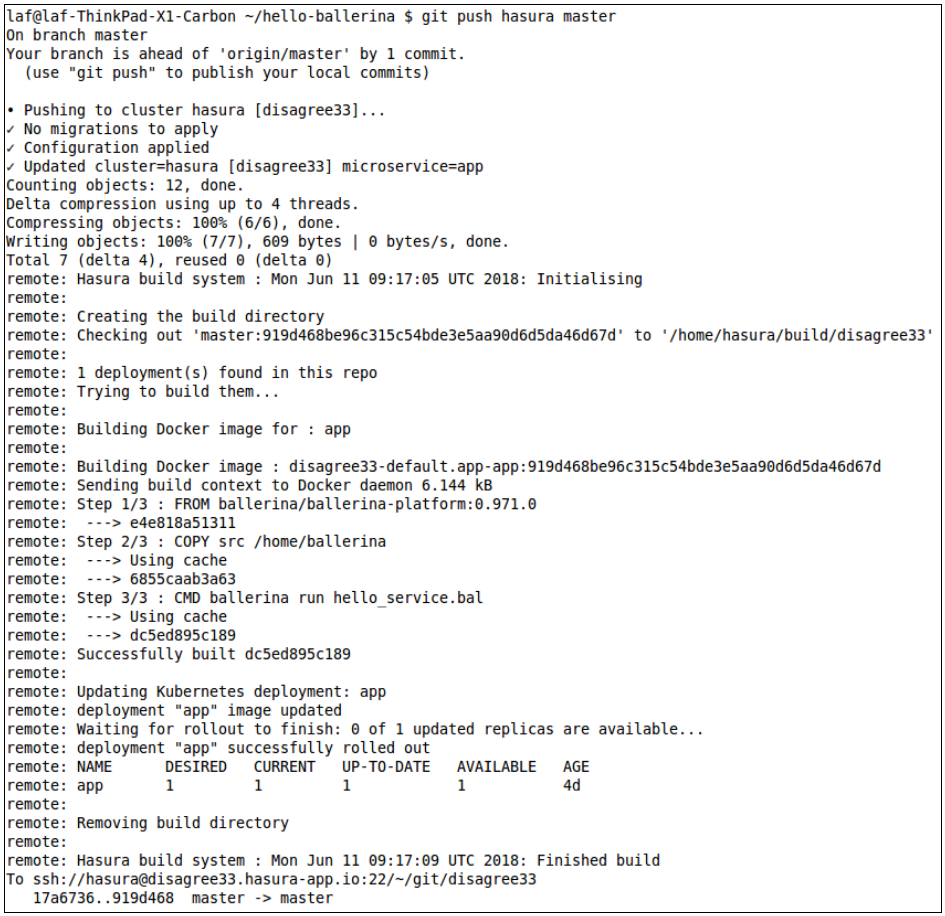 laf@laf-ThinkPad-X1-Carbon ~/hello-ballerina $ git push hasura master
On branch master
Your branch is ahead of 'origin/master' by 1 commit.
  (use "git push" to publish your local commits)

• Pushing to cluster hasura [disagree33]...
✓ No migrations to apply
✓ Configuration applied
✓ Updated cluster=hasura [disagree33] microservice=app
Counting objects: 12, done.
Delta compression using up to 4 threads.
Compressing objects: 100% (6/6), done.
Writing objects: 100% (7/7), 609 bytes | 0 bytes/s, done.
Total 7 (delta 4), reused 0 (delta 0)
remote: Hasura build system : Mon Jun 11 09:17:05 UTC 2018: Initialising
remote:
remote: Creating the build directory
remote: Checking out 'master:919d468be96c315c54bde3e5aa90d6d5da46d67d' to '/home/hasura/build/disagree33'
remote:
remote: 1 deployment(s) found in this repo
remote: Trying to build them...
remote:
remote: Building Docker image for : app
remote:
remote: Building Docker image : disagree33-default.app-app:919d468be96c315c54bde3e5aa90d6d5da46d67d
remote: Sending build context to Docker daemon 6.144 kB
remote: Step 1/3 : FROM ballerina/ballerina-platform:0.971.0
remote:  ---> e4e818a51311
remote: Step 2/3 : COPY src /home/ballerina
remote:  ---> Using cache
remote:  ---> 6855caab3a63
remote: Step 3/3 : CMD ballerina run hello_service.bal
remote:  ---> Using cache
remote:  ---> dc5ed895c189
remote: Successfully built dc5ed895c189
remote:
remote: Updating Kubernetes deployment: app
remote: deployment "app" image updated
remote: Waiting for rollout to finish: 0 of 1 updated replicas are available...
remote: deployment "app" successfully rolled out
remote: NAME      DESIRED   CURRENT   UP-TO-DATE   AVAILABLE   AGE
remote: app       1         1         1            1           4d
remote:
remote: Removing build directory
remote:
remote: Hasura build system : Mon Jun 11 09:17:09 UTC 2018: Finished build
To ssh://hasura@disagree33.hasura-app.io:22/~/git/disagree33
   17a6736..919d468  master -> master